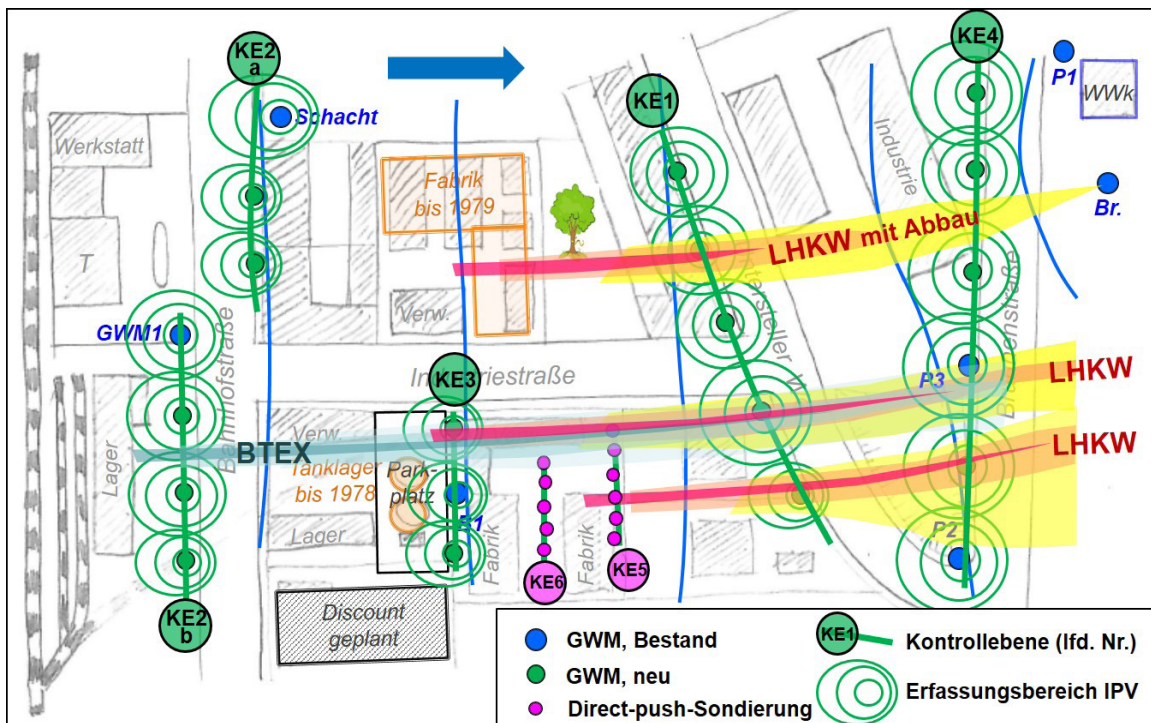 KE2
a
KE4
P1
WWk
KE1
Schacht
Werkstatt
Industrie
Fabrik
bis 1979
Br.
LHKW mit Abbau
T
Verw.
GWM1
Bahnhofstraße
KE3
Industriestraße
P3
LHKW
Verw.
BTEX
Lager
Tanklager
bis 1978
Park-
platz
LHKW
B1
Lager
Fabrik
Fabrik
P2
KE6
KE5
KE2
b
Discount
geplant
GWM, Bestand
GWM, neu
Direct-push-Sondierung
KE1
Kontrollebene (lfd. Nr.)
Erfassungsbereich IPV